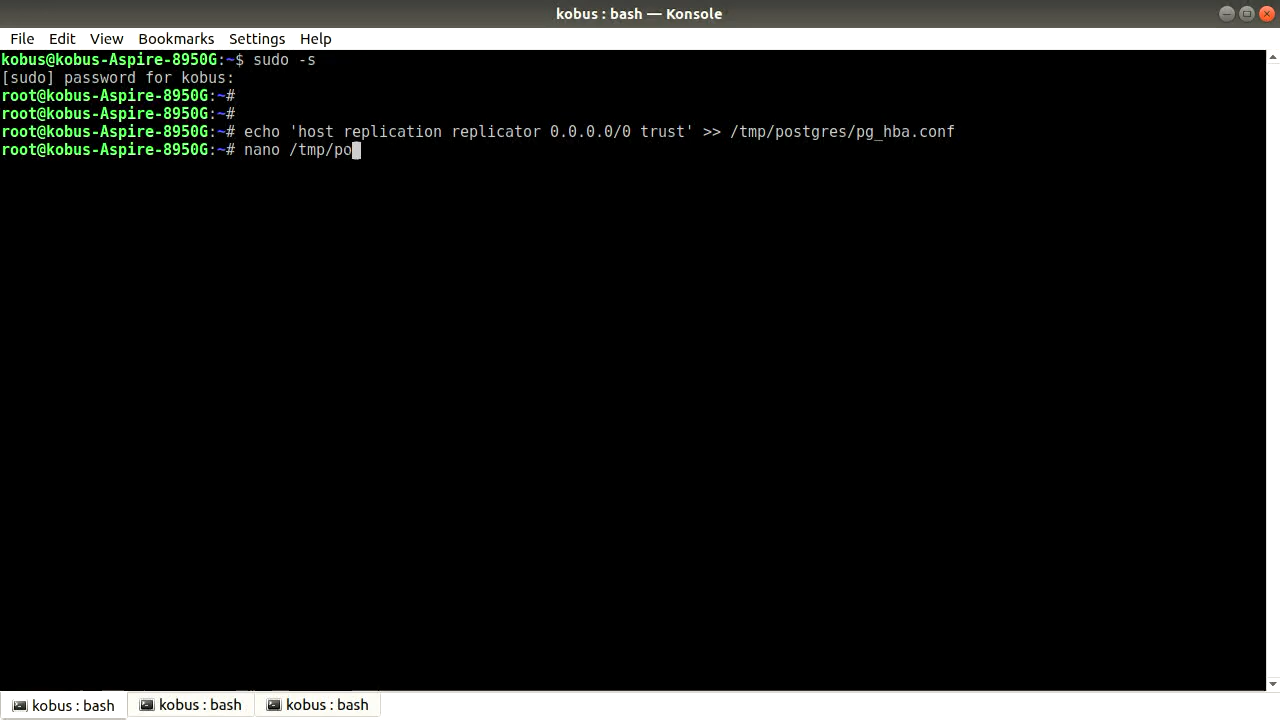 kobus : bash — Konsole
File Edit View Bookmarks Settings Help
kobus@kobus-Aspire-8950G:~$ sudo -s
[sudo] password for kobus:
root@kobus-Aspire-8950G:~#
root@kobus-Aspire-8950G:~#
root@kobus-Aspire-8950G:~# echo 'host replication replicator 0.0.0.0/0 trust' >> /tmp/postgres/pg_hba.conf
root@kobus-Aspire-8950G:~# nano /tmp/po
kobus : bash kobus : bash kobus : bash